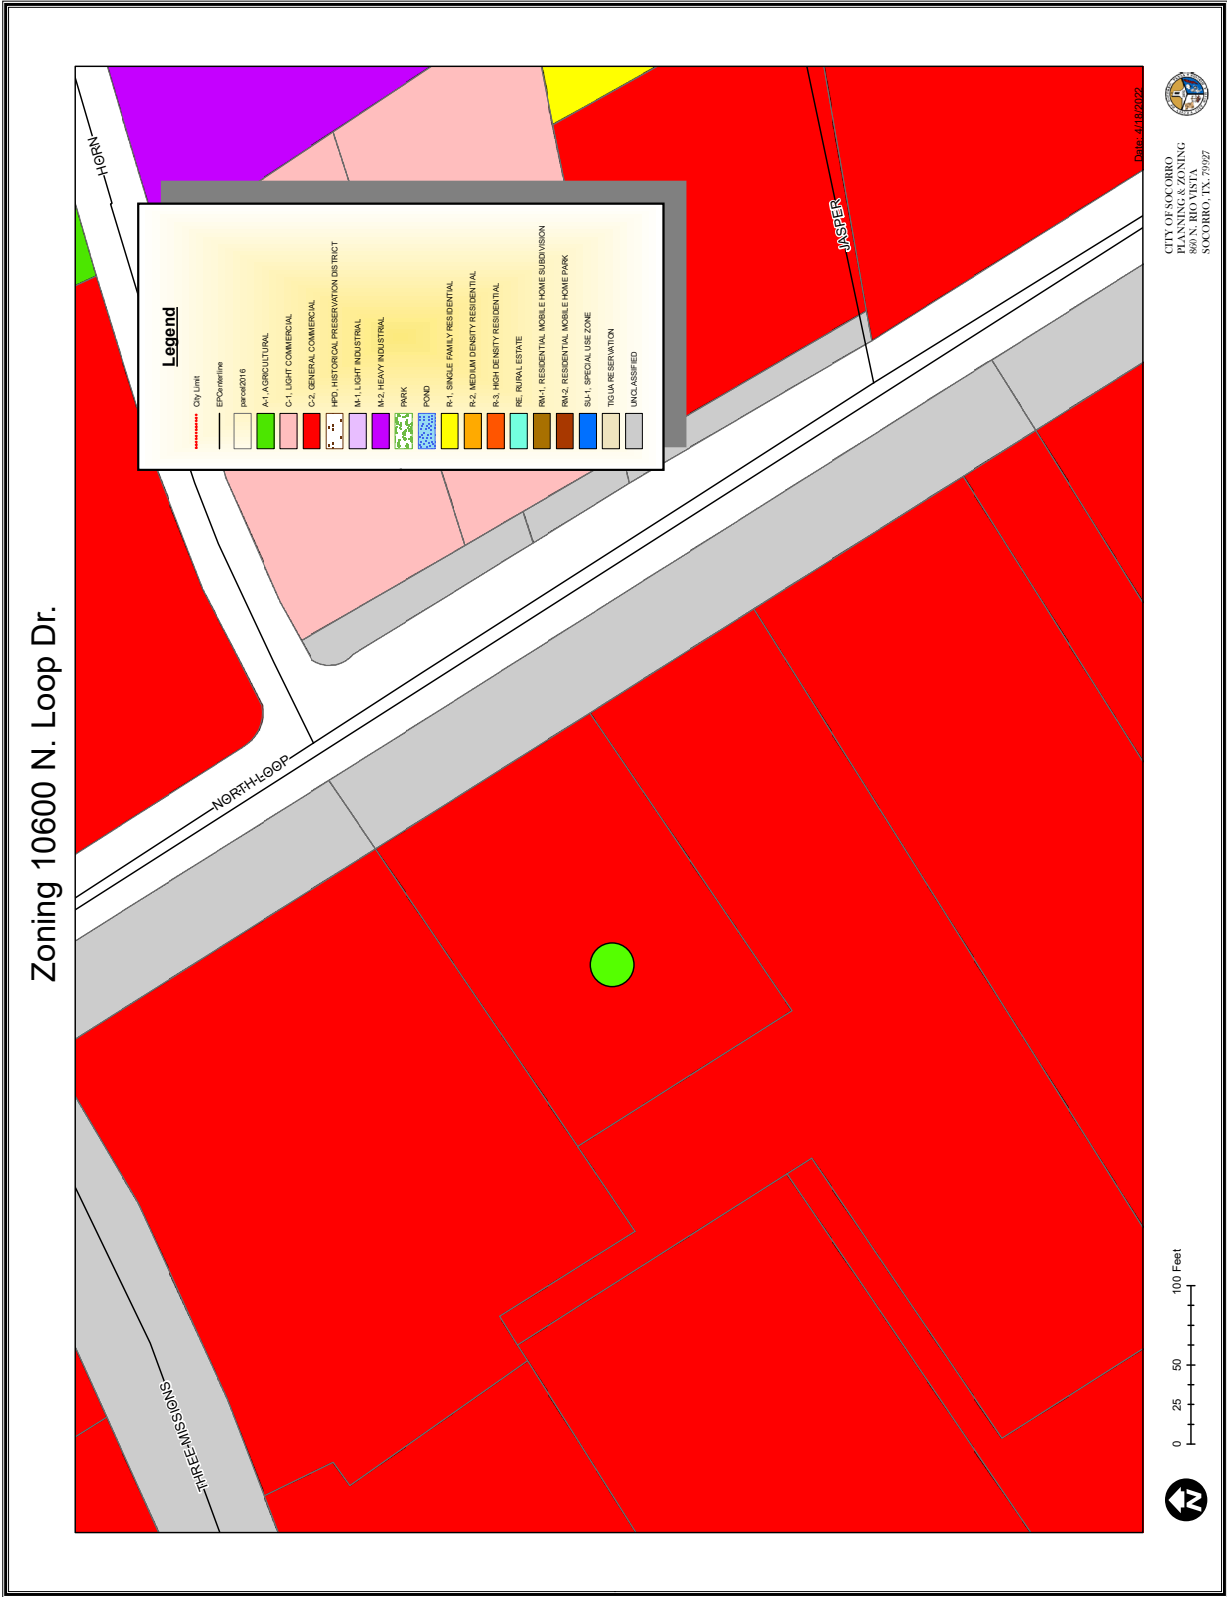 Zoning 10600 N. Loop Dr.
HORN
NORTH LOOP
JASPER
THREE MISSIONS
Legend
City Limit
EPCenterline
parcel2016
A-1, AGRICULTURAL
C-1, LIGHT COMMERCIAL
C-2, GENERAL COMMERCIAL
HPD, HISTORICAL PRESERVATION DISTRICT
M-1, LIGHT INDUSTRIAL
M-2, HEAVY INDUSTRIAL
PARK
POND
R-1, SINGLE FAMILY RESIDENTIAL
R-2, MEDIUM DENSITY RESIDENTIAL
R-3, HIGH DENSITY RESIDENTIAL
RE, RURAL ESTATE
RM-1, RESIDENTIAL MOBILE HOME SUBDIVISION
RM-2, RESIDENTIAL MOBILE HOME PARK
SU-1, SPECIAL USE ZONE
TIGUA RESERVATION
UNCLASSIFIED
Date: 4/18/2022
N
0 25 50 100 Feet
CITY OF SOCORRO
PLANNING & ZONING
860 N. RIO VISTA
SOCORRO, TX. 79927